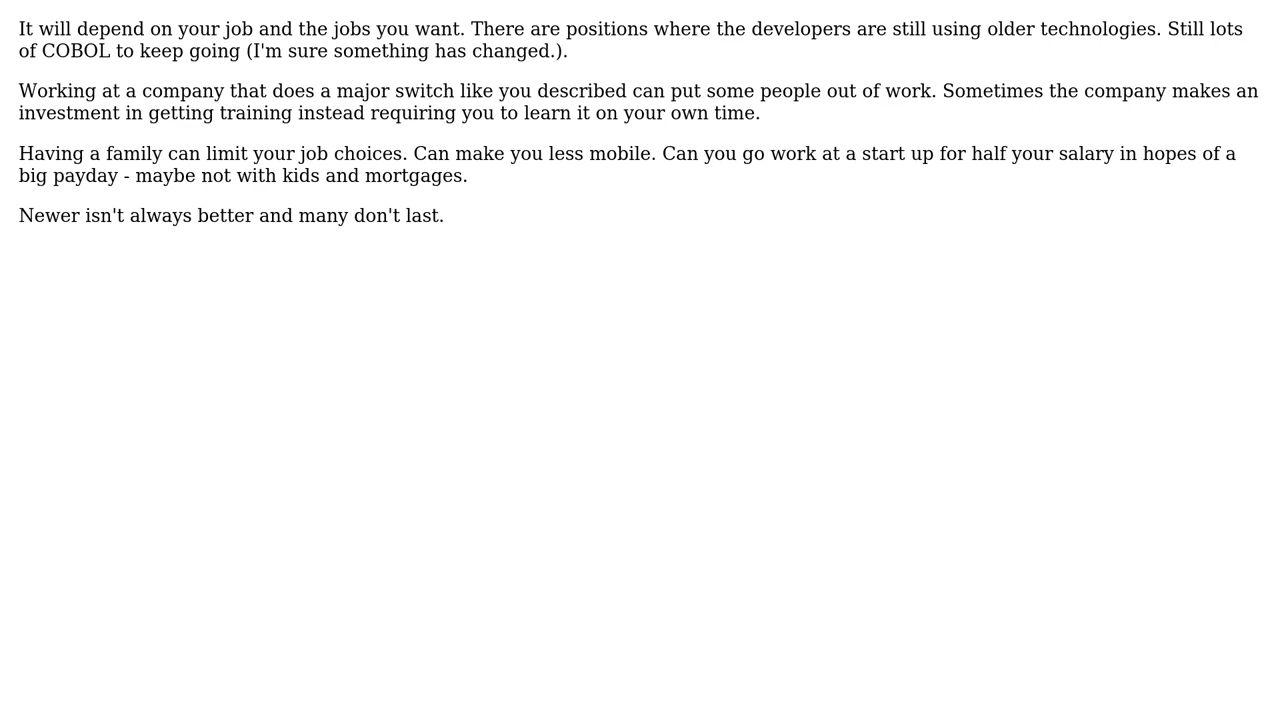 It will depend on your job and the jobs you want. There are positions where the developers are still using older technologies. Still lots
of COBOL to keep going (I'm sure something has changed.).
Working at a company that does a major switch like you described can put some people out of work. Sometimes the company makes an
investment in getting training instead requiring you to learn it on your own time.
Having a family can limit your job choices. Can make you less mobile. Can you go work at a start up for half your salary in hopes of a
big payday - maybe not with kids and mortgages.
Newer isn't always better and many don't last.